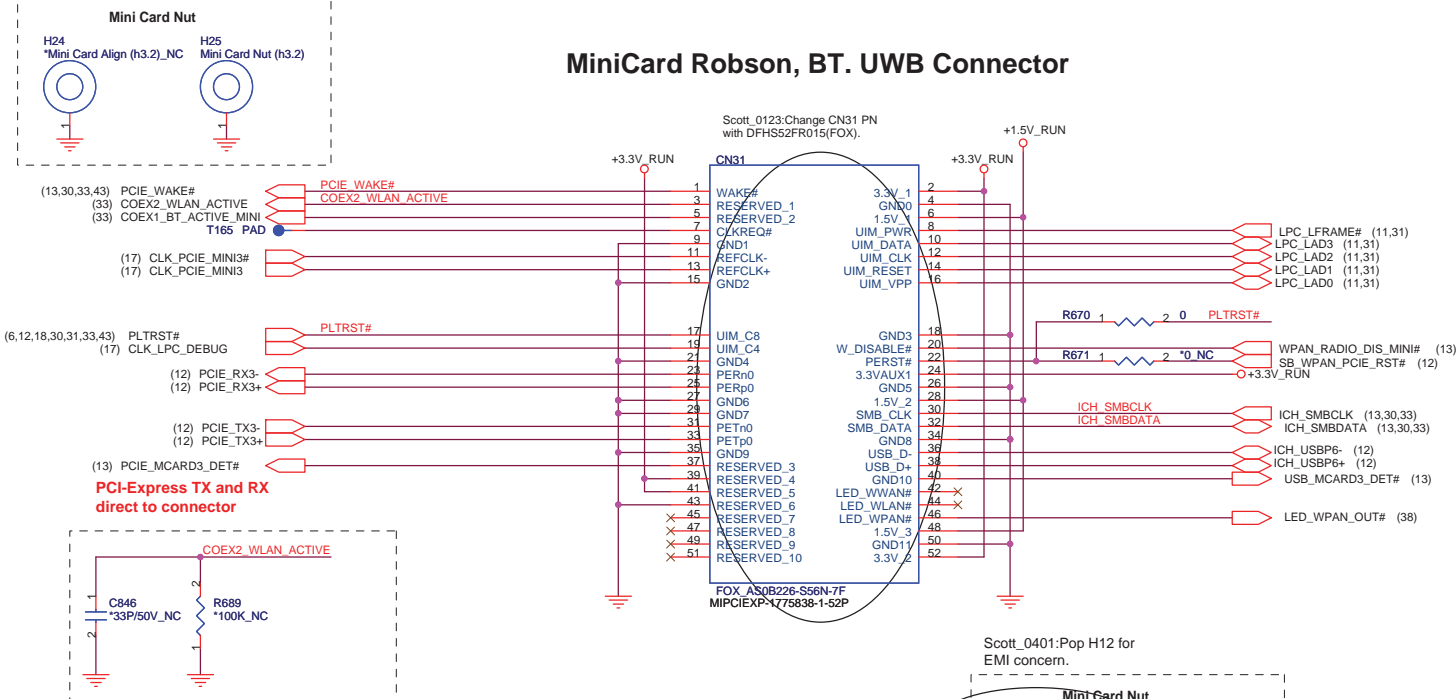 Mini Card Nut
H24
*Mini Card Align (h3.2)_NC
H25
Mini Card Nut (h3.2)
1
1
MiniCard Robson, BT. UWB Connector
Scott_0123:Change CN31 PN
with DFHS52FR015(FOX).
+1.5V_RUN
+3.3V_RUN
CN31
+3.3V_RUN
(13,30,33,43) PCIE_WAKE#
PCIE_WAKE#
1 WAKE#
3.3V_1 2
(33) COEX2_WLAN_ACTIVE
COEX2_WLAN_ACTIVE
3 RESERVED_1
GND0 4
(33) COEX1_BT_ACTIVE_MINI
5 RESERVED_2
1.5V_1 6
T165 PAD
7 CLKREQ#
UIM_PWR 8
LPC_LFRAME# (11,31)
9 GND1
UIM_DATA 10
LPC_LAD3 (11,31)
(17) CLK_PCIE_MINI3#
11 REFCLK-
UIM_CLK 12
LPC_LAD2 (11,31)
(17) CLK_PCIE_MINI3
13 REFCLK+
UIM_RESET 14
LPC_LAD1 (11,31)
15 GND2
UIM_VPP 16
LPC_LAD0 (11,31)
R670 1 2 0 PLTRST#
(6,12,18,30,31,33,43) PLTRST#
PLTRST#
17 UIM_C8
GND3 18
(17) CLK_LPC_DEBUG
19 UIM_C4
W_DISABLE# 20
WPAN_RADIO_DIS_MINI# (13)
21 GND4
PERST# 22
R671 1 2 *0_NC
SB_WPAN_PCIE_RST# (12)
(12) PCIE_RX3-
23 PERn0
3.3VAUX1 24
+3.3V_RUN
(12) PCIE_RX3+
25 PERp0
GND5 26
27 GND6
1.5V_2 28
29 GND7
SMB_CLK 30
ICH_SMBCLK
ICH_SMBCLK (13,30,33)
(12) PCIE_TX3-
31 PETn0
SMB_DATA 32
ICH_SMBDATA
ICH_SMBDATA (13,30,33)
(12) PCIE_TX3+
33 PETp0
GND8 34
35 GND9
USB_D- 36
ICH_USBP6- (12)
(13) PCIE_MCARD3_DET#
37 RESERVED_3
USB_D+ 38
ICH_USBP6+ (12)
39 RESERVED_4
GND10 40
USB_MCARD3_DET# (13)
41 RESERVED_5
LED_WWAN# 42
43 RESERVED_6
LED_WLAN# 44
45 RESERVED_7
LED_WPAN# 46
LED_WPAN_OUT# (38)
47 RESERVED_8
1.5V_3 48
49 RESERVED_9
GND11 50
51 RESERVED_10
3.3V_2 52
PCI-Express TX and RX
direct to connector
FOX_AS0B226-S56N-7F
MIPCIEXP-1775838-1-52P
COEX2_WLAN_ACTIVE
1
2
C846
*33P/50V_NC
2
1
R689
*100K_NC
Scott_0401:Pop H12 for
EMI concern.
Mini Card Nut